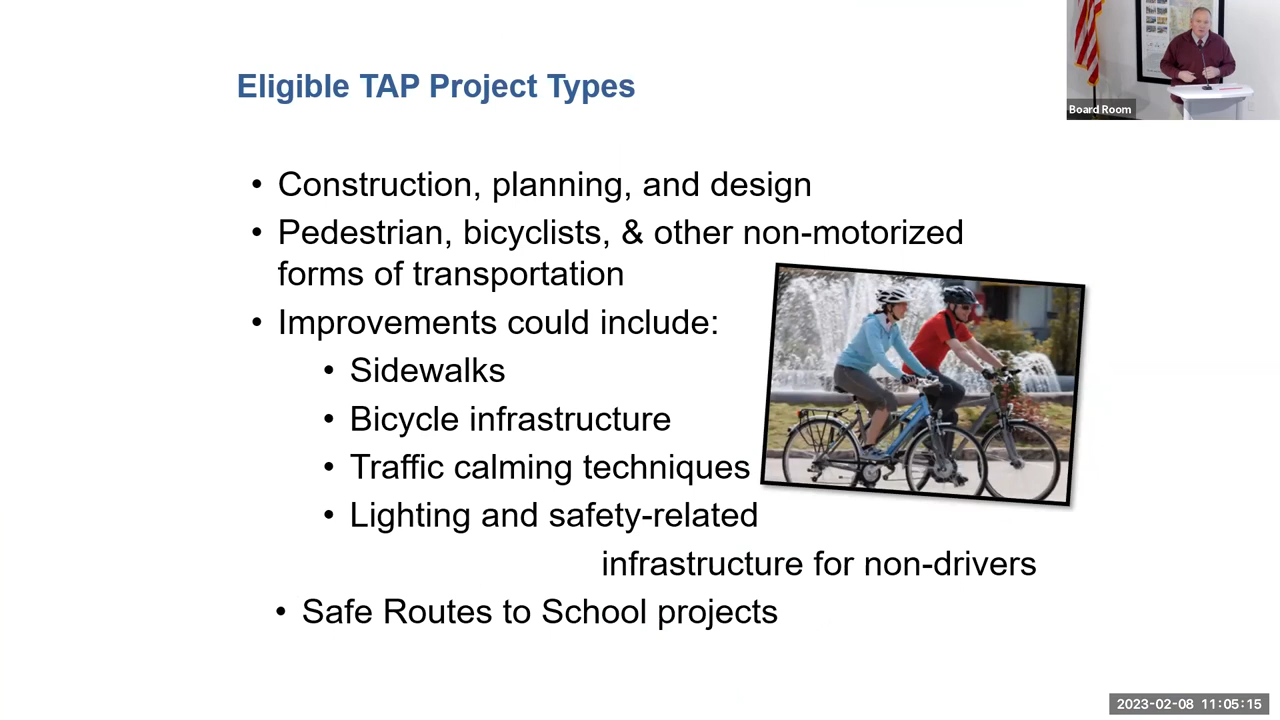 Eligible TAP Project Types
Board Room
• Construction, planning, and design
• Pedestrian, bicyclists, & other non-motorized
forms of transportation
• Improvements could include:
• Sidewalks
• Bicycle infrastructure
• Traffic calming techniques
• Lighting and safety-related
infrastructure for non-drivers
• Safe Routes to School projects
2023-02-08 11:05:15